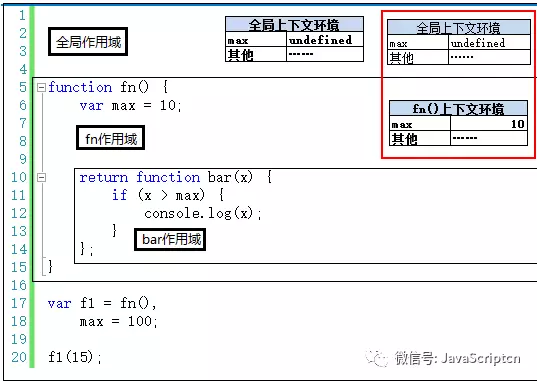 1
2
3
4
5 function fn() {
6 var max = 10;
7
8
9
10 return function bar(x) {
11 if (x > max) {
12 console.log(x);
13 }
14 };
15 }
16
17 var f1 = fn(),
18 max = 100;
19
20 f1(15);
全局作用域
fn作用域
bar作用域
全局上下文环境
max undefined
其他 ······
全局上下文环境
max undefined
其他 ······
fn()上下文环境
max 10
其他 ······
微信号: JavaScriptcn